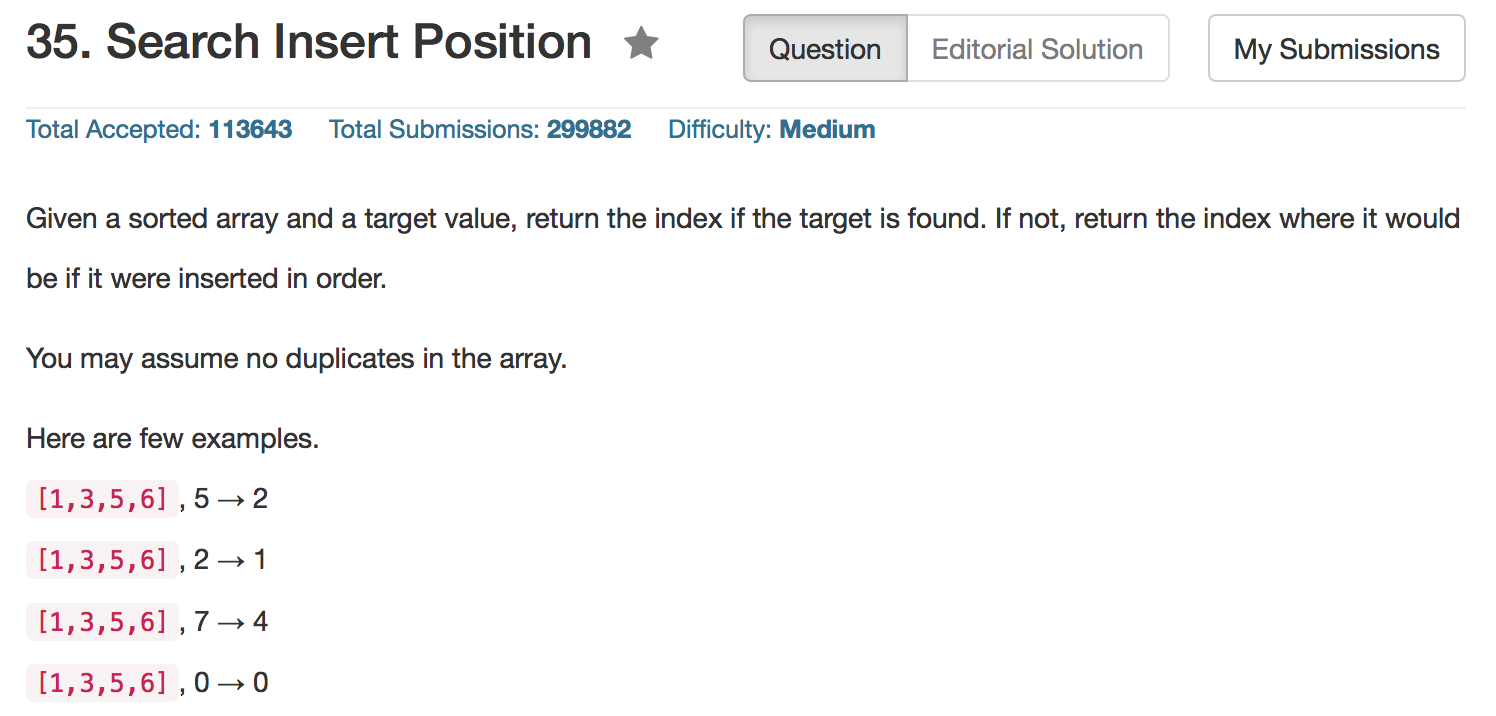 35. Search Insert Position ★ Question Editorial Solution My Submissions
Total Accepted: 113643 Total Submissions: 299882 Difficulty: Medium
Given a sorted array and a target value, return the index if the target is found. If not, return the index where it would
be if it were inserted in order.
You may assume no duplicates in the array.
Here are few examples.
[1,3,5,6] , 5 → 2
[1,3,5,6] , 2 → 1
[1,3,5,6] , 7 → 4
[1,3,5,6] , 0 → 0